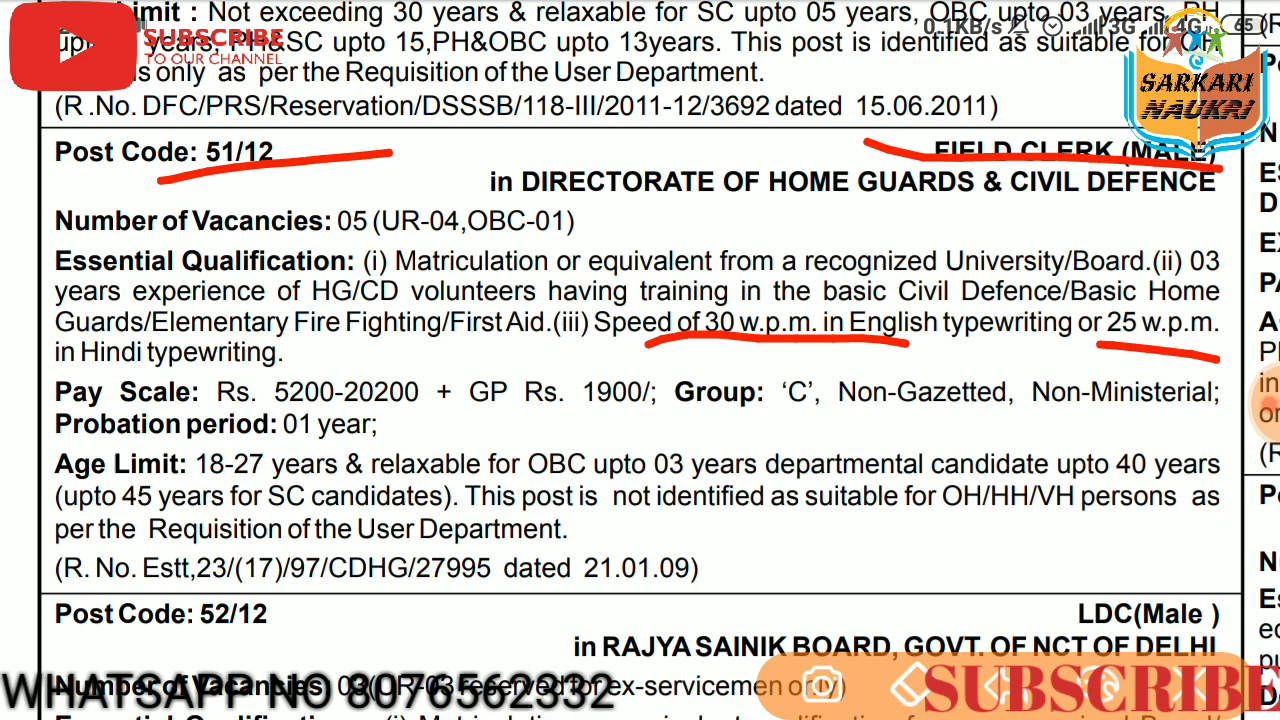 Limit : Not exceeding 30 years & relaxable for SC upto 05 years, OBC upto 03 years, PH
upto years, PH&SC upto 15,PH&OBC upto 13years. This post is identified as suitable for OH
is only as per the Requisition of the User Department.
(R .No. DFC/PRS/Reservation/DSSSB/118-III/2011-12/3692 dated 15.06.2011)
SUBSCRIBE
TO OUR CHANNEL
0.1KB/s 3G 4G 65
SARKARI
NAUKRI
Post Code: 51/12 FIELD CLERK (MALE)
in DIRECTORATE OF HOME GUARDS & CIVIL DEFENCE
Number of Vacancies: 05 (UR-04,OBC-01)
Essential Qualification: (i) Matriculation or equivalent from a recognized University/Board.(ii) 03
years experience of HG/CD volunteers having training in the basic Civil Defence/Basic Home
Guards/Elementary Fire Fighting/First Aid.(iii) Speed of 30 w.p.m. in English typewriting or 25 w.p.m.
in Hindi typewriting.
Pay Scale: Rs. 5200-20200 + GP Rs. 1900/; Group: ‘C’, Non-Gazetted, Non-Ministerial;
Probation period: 01 year;
Age Limit: 18-27 years & relaxable for OBC upto 03 years departmental candidate upto 40 years
(upto 45 years for SC candidates). This post is not identified as suitable for OH/HH/VH persons as
per the Requisition of the User Department.
(R. No. Estt,23/(17)/97/CDHG/27995 dated 21.01.09)
Post Code: 52/12 LDC(Male )
in RAJYA SAINIK BOARD, GOVT. OF NCT OF DELHI
Number of Vacancies: 03(UR-03 reserved for ex-servicemen only)
WHATSAPP NO 8076562332
SUBSCRIBE